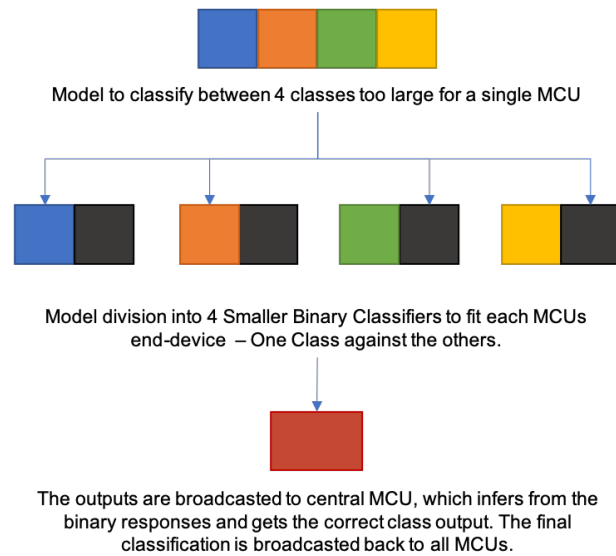 Model to classify between 4 classes too large for a single MCU
Model division into 4 Smaller Binary Classifiers to fit each MCUs
end-device – One Class against the others.
The outputs are broadcasted to central MCU, which infers from the
binary responses and gets the correct class output. The final
classification is broadcasted back to all MCUs.